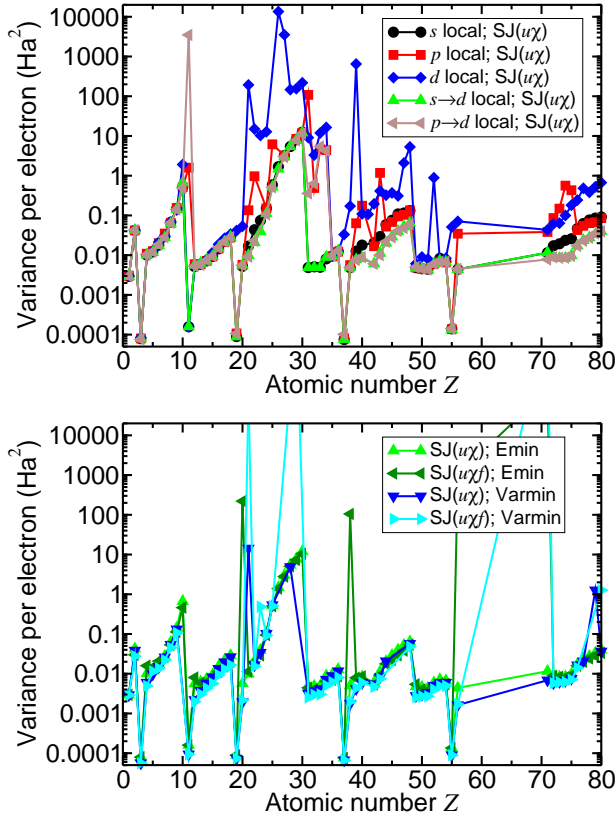 Variance per electron (Ha²)
10000
1000
100
10
1
0.1
0.01
0.001
0.0001
s local; SJ(uχ)
p local; SJ(uχ)
d local; SJ(uχ)
s→d local; SJ(uχ)
p→d local; SJ(uχ)
0 10 20 30 40 50 60 70 80
Atomic number Z
Variance per electron (Ha²)
10000
1000
100
10
1
0.1
0.01
0.001
0.0001
SJ(uχ); Emin
SJ(uχf); Emin
SJ(uχ); Varmin
SJ(uχf); Varmin
0 10 20 30 40 50 60 70 80
Atomic number Z